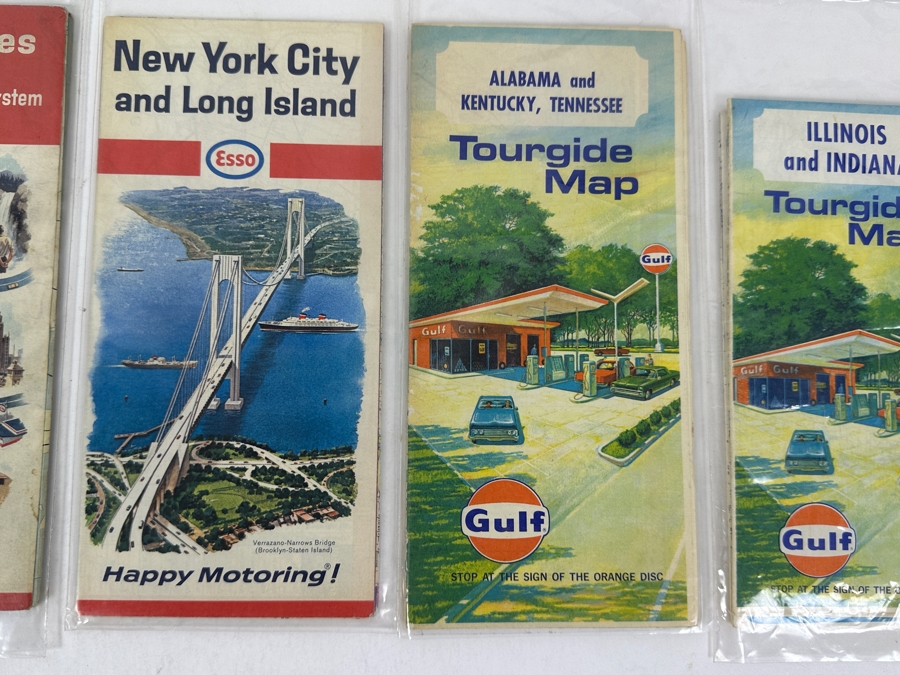 es
ystem
New York City
and Long Island
Esso
Verrazano-Narrows Bridge
(Brooklyn-Staten Island)
Happy Motoring®!
ALABAMA and
KENTUCKY, TENNESSEE
Tourgide
Map
Gulf
Gulf Gulf
Gulf
STOP AT THE SIGN OF THE ORANGE DISC
ILLINOIS
and INDIANA
Tourgid
Ma
Gulf Gulf
Gulf
STOP AT THE SIGN OF THE